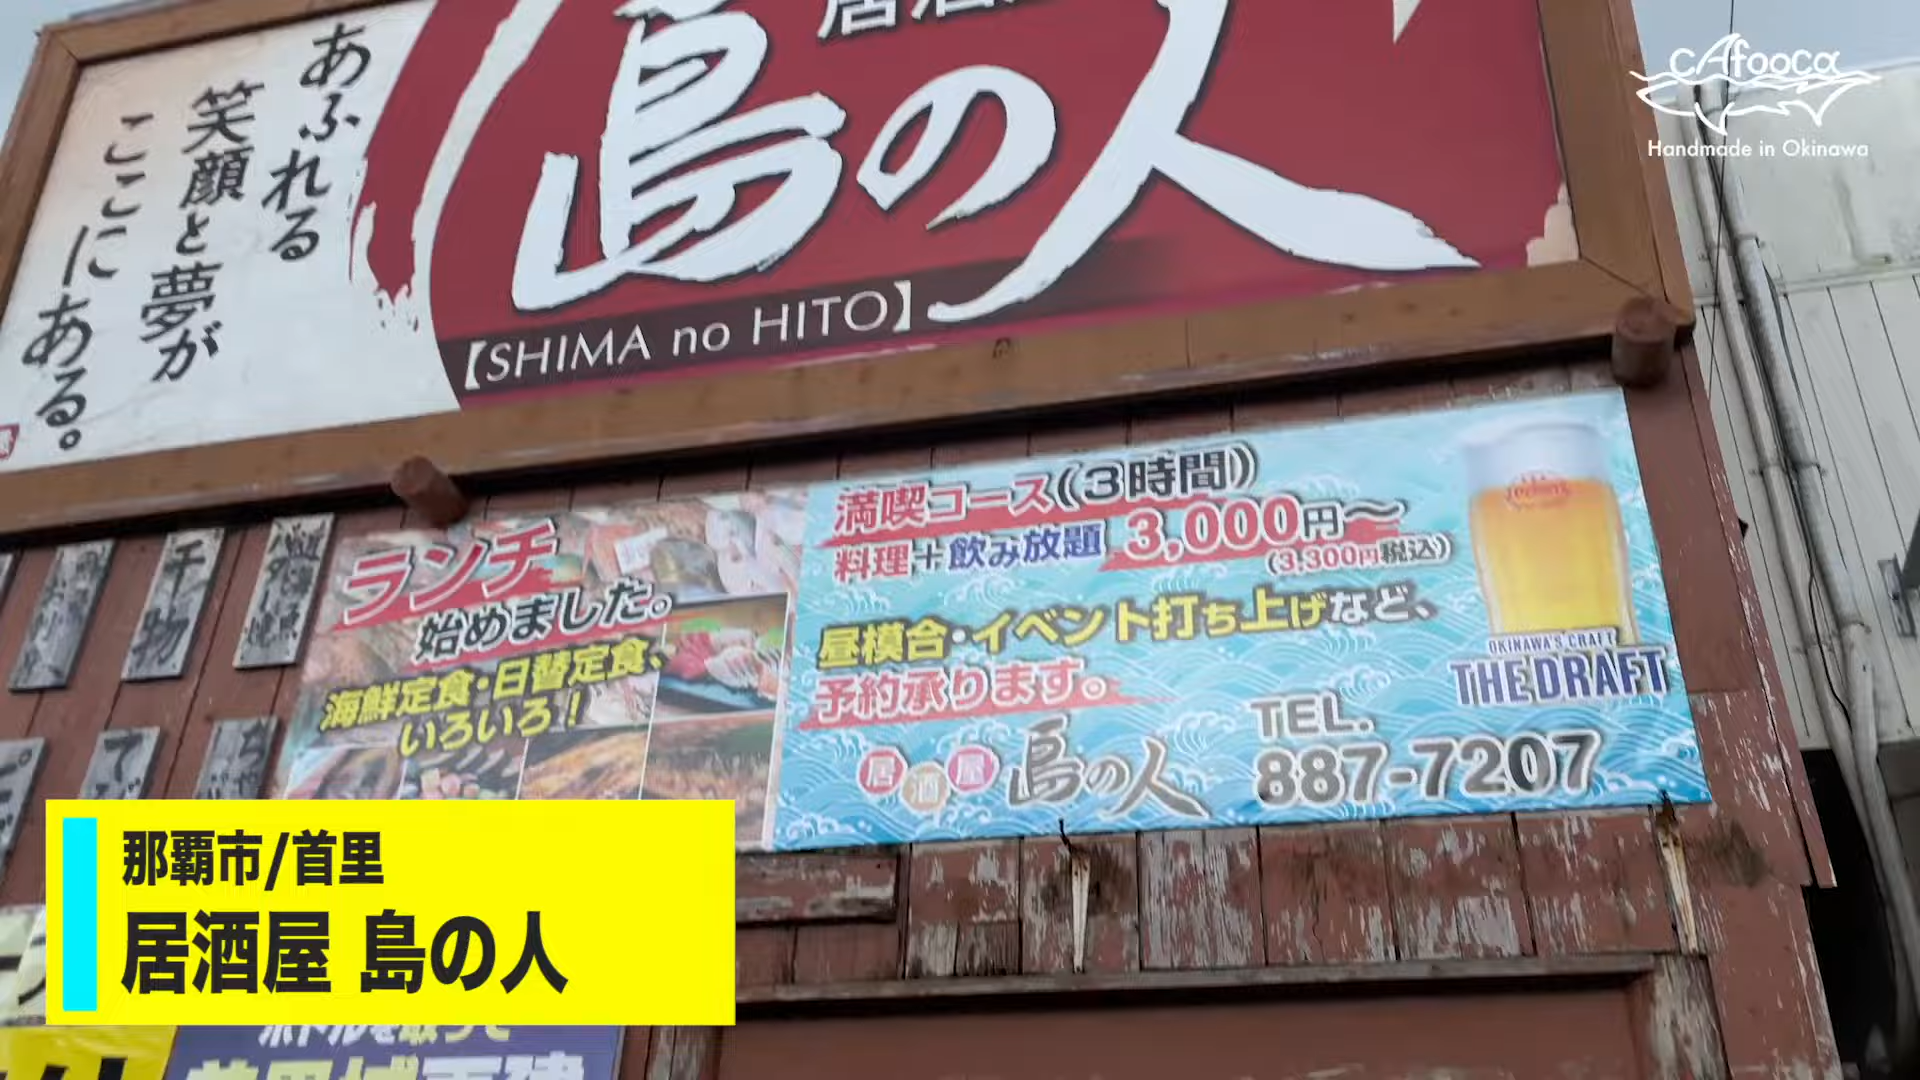 あふれる
笑顔と夢が
ここにある。
島の人
【SHIMA no HITO】
cAfooca
Handmade in Okinawa
干物
ランチ
始めました。
海鮮定食・日替定食、
いろいろ！
満喫コース（3時間）
料理＋飲み放題 3,000円〜
（3,300円税込）
昼模合・イベント打ち上げなど、
予約承ります。
居酒屋 島の人
TEL.
887-7207
OKINAWA'S CRAFT
THE DRAFT
那覇市/首里
居酒屋 島の人